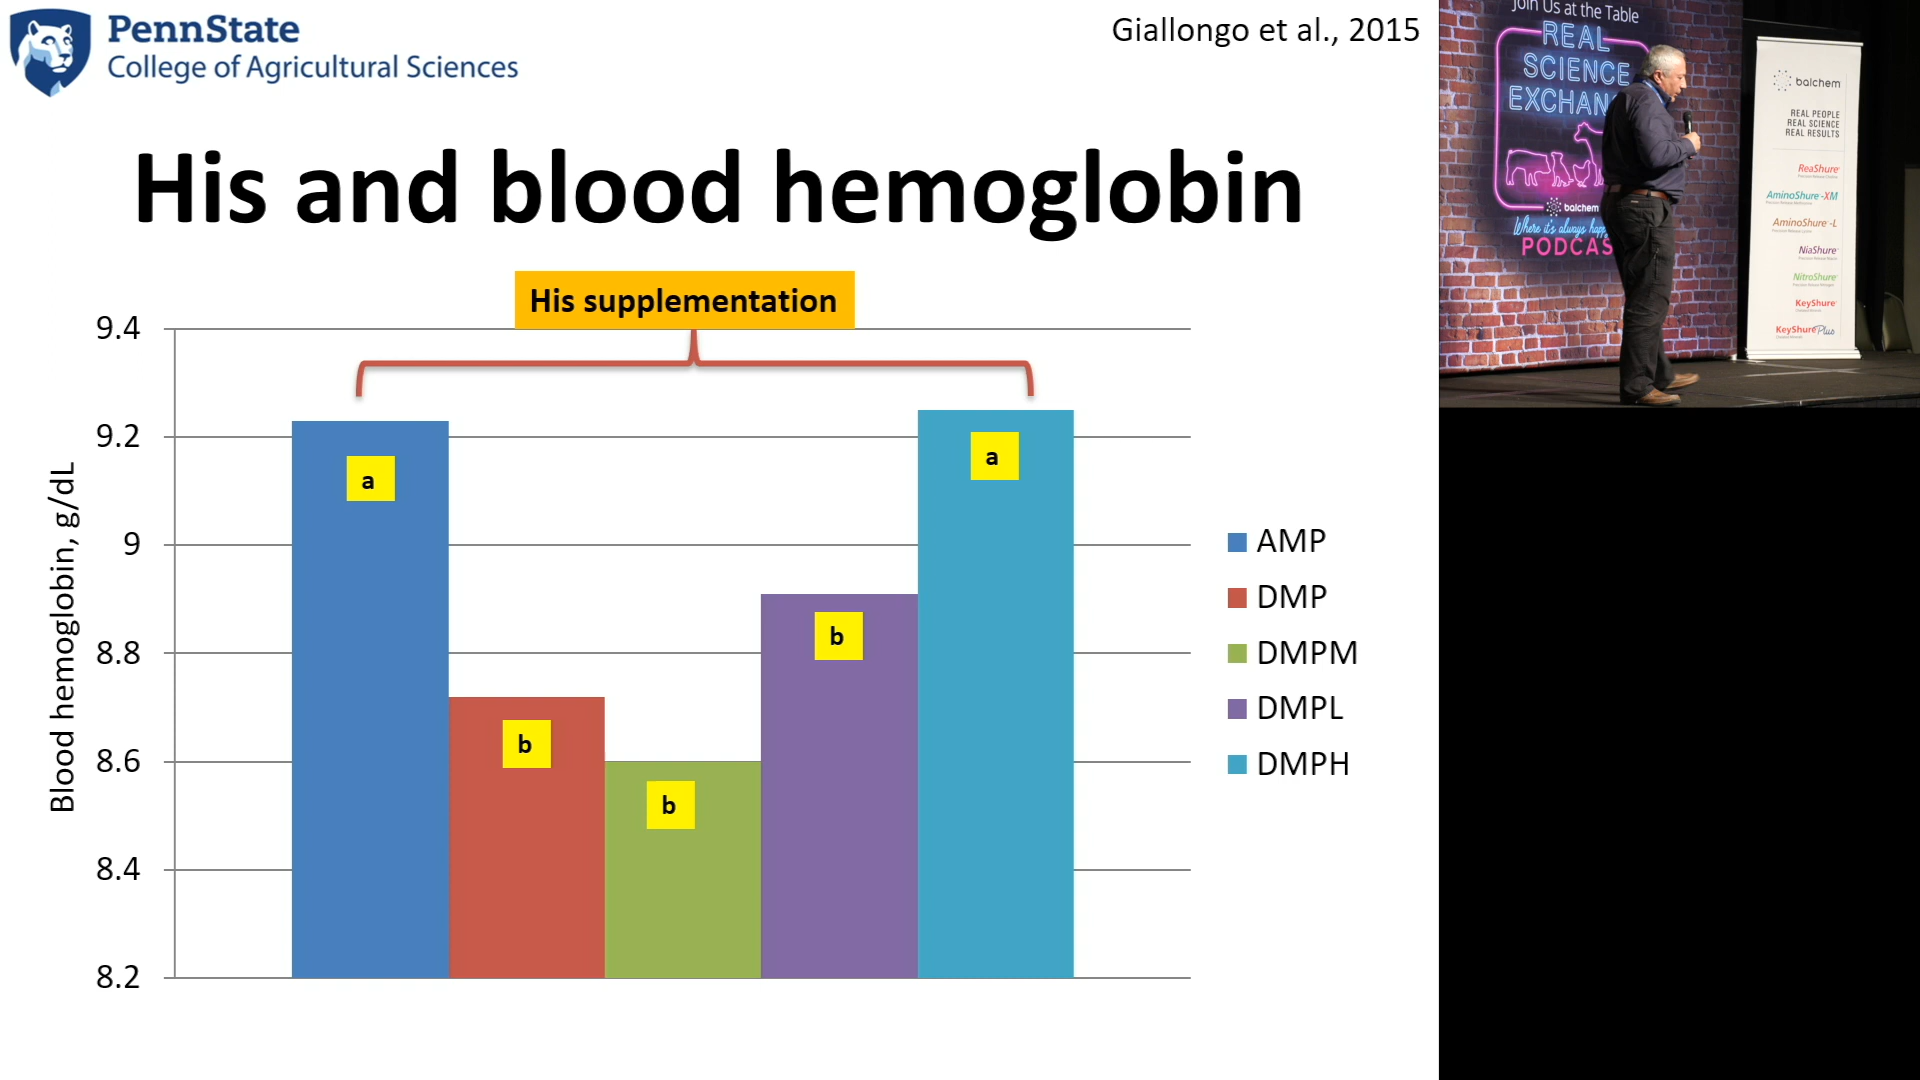 PennState
College of Agricultural Sciences
Giallongo et al., 2015
His and blood hemoglobin
His supplementation
9.4
9.2
9
8.8
8.6
8.4
8.2
Blood hemoglobin, g/dL
a
b
b
b
a
AMP
DMP
DMPM
DMPL
DMPH
Join Us at the Table
REAL
SCIENCE
EXCHAN
balchem
Where it's always
PODCAS
balchem
REAL PEOPLE
REAL SCIENCE
REAL RESULTS
ReaShure
AminoShure-XM
AminoShure-L
NiaShure
NitroShure
KeyShure
KeyShure Plus